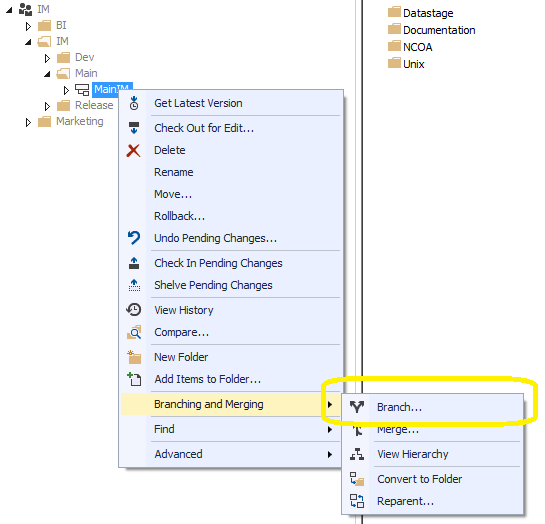 IM
BI
IM
Dev
Main
MainIM
Release
Marketing
Datastage
Documentation
NCOA
Unix
Get Latest Version
Check Out for Edit...
Delete
Rename
Move...
Rollback...
Undo Pending Changes...
Check In Pending Changes
Shelve Pending Changes
View History
Compare...
New Folder
Add Items to Folder...
Branching and Merging
Find
Advanced
Branch...
Merge...
View Hierarchy
Convert to Folder
Reparent...